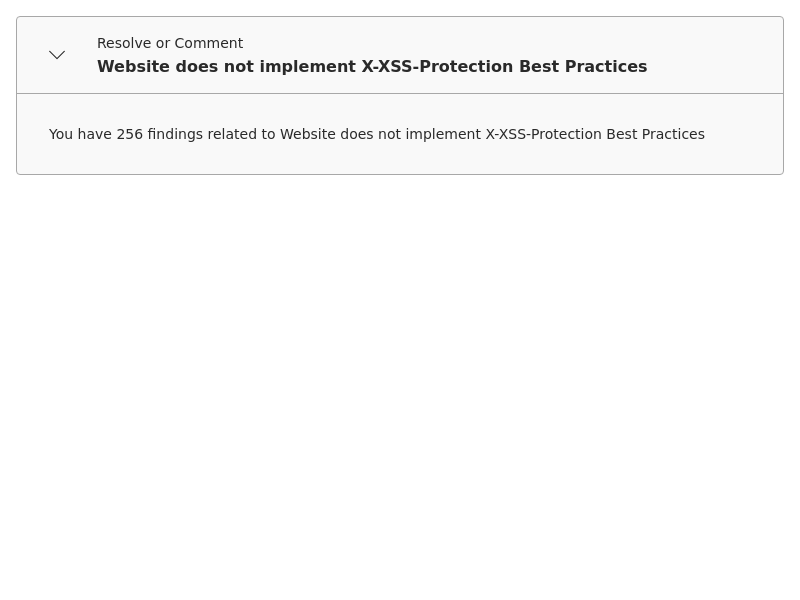 Resolve or Comment
Website does not implement X-XSS-Protection Best Practices
You have 256 findings related to Website does not implement X-XSS-Protection Best Practices